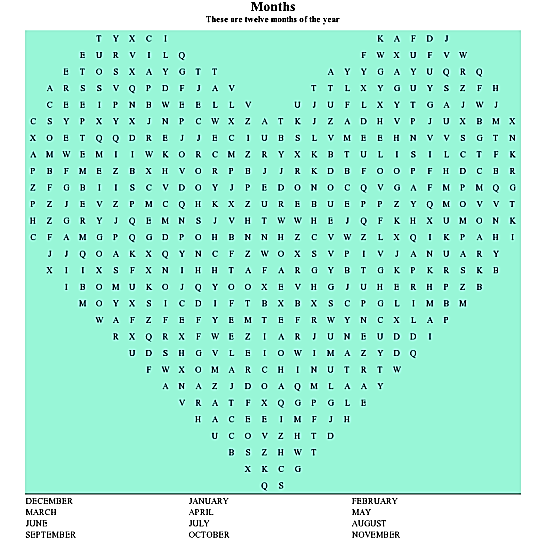 Months
These are twelve months of the year
T Y X C I K A F D J
E U R V I L Q F W X U F V W
E T O S X A Y G T T A Y Y G A Y U Q R Q
A R S S V Q P D F J A V T T L X Y G U Y S Z F H
C E E I P N B W E B L L V U J U F L X Y T G A J W J
C S Y P X Y X J N P C W X Z A T K J Z A D H V P J U X B M X
X O E T Q Q D R E J J E C I U B S L V M E E H N V V S G T N
A M W E M I I W K O R C M Z R Y X K B T U L I S I L C T F K
P B F M E Z B X H V O R P B J J R K D B F O O P F H D C B R
Z F G B I I S C V D O Y J P E D O N O C Q V G A F M P M Q G
P Z J E V Z P M C Q H K X Z U R E B U E P P Z Y Q M O V V T
H Z G R Y J Q E M N S J V H T W W H E J Q F K H X U M O N K
C F A M G P Q G D P O H B N N H Z C V W Z L X Q I K P A H I
J J Q O A K X Q Y N C F Z W O X S V P I V J A N U A R Y
X I I X S F X N I H H T A F A R G Y B T G K P K R S K B
I B O M U K O J Q Y O O X E V H G J U H E R H P Z B
M O Y X S I C D I F T B X B X S C P G L I M B M
W A F Z F E F Y E M T E F R W Y N C X L A P
R X Q R X F W E Z I A R J U N E U D D I
U D S H G V L E I O W I M A Z Y D Q
F W X O M A R C H I N U T R T W
A N A Z J D O A Q M L A A Y
V R A T F X Q G P G L E
H A C E E I M F J H
U C O V Z H T D
B S Z H W T
X K C G
Q S
DECEMBER JANUARY FEBRUARY
MARCH APRIL MAY
JUNE JULY AUGUST
SEPTEMBER OCTOBER NOVEMBER